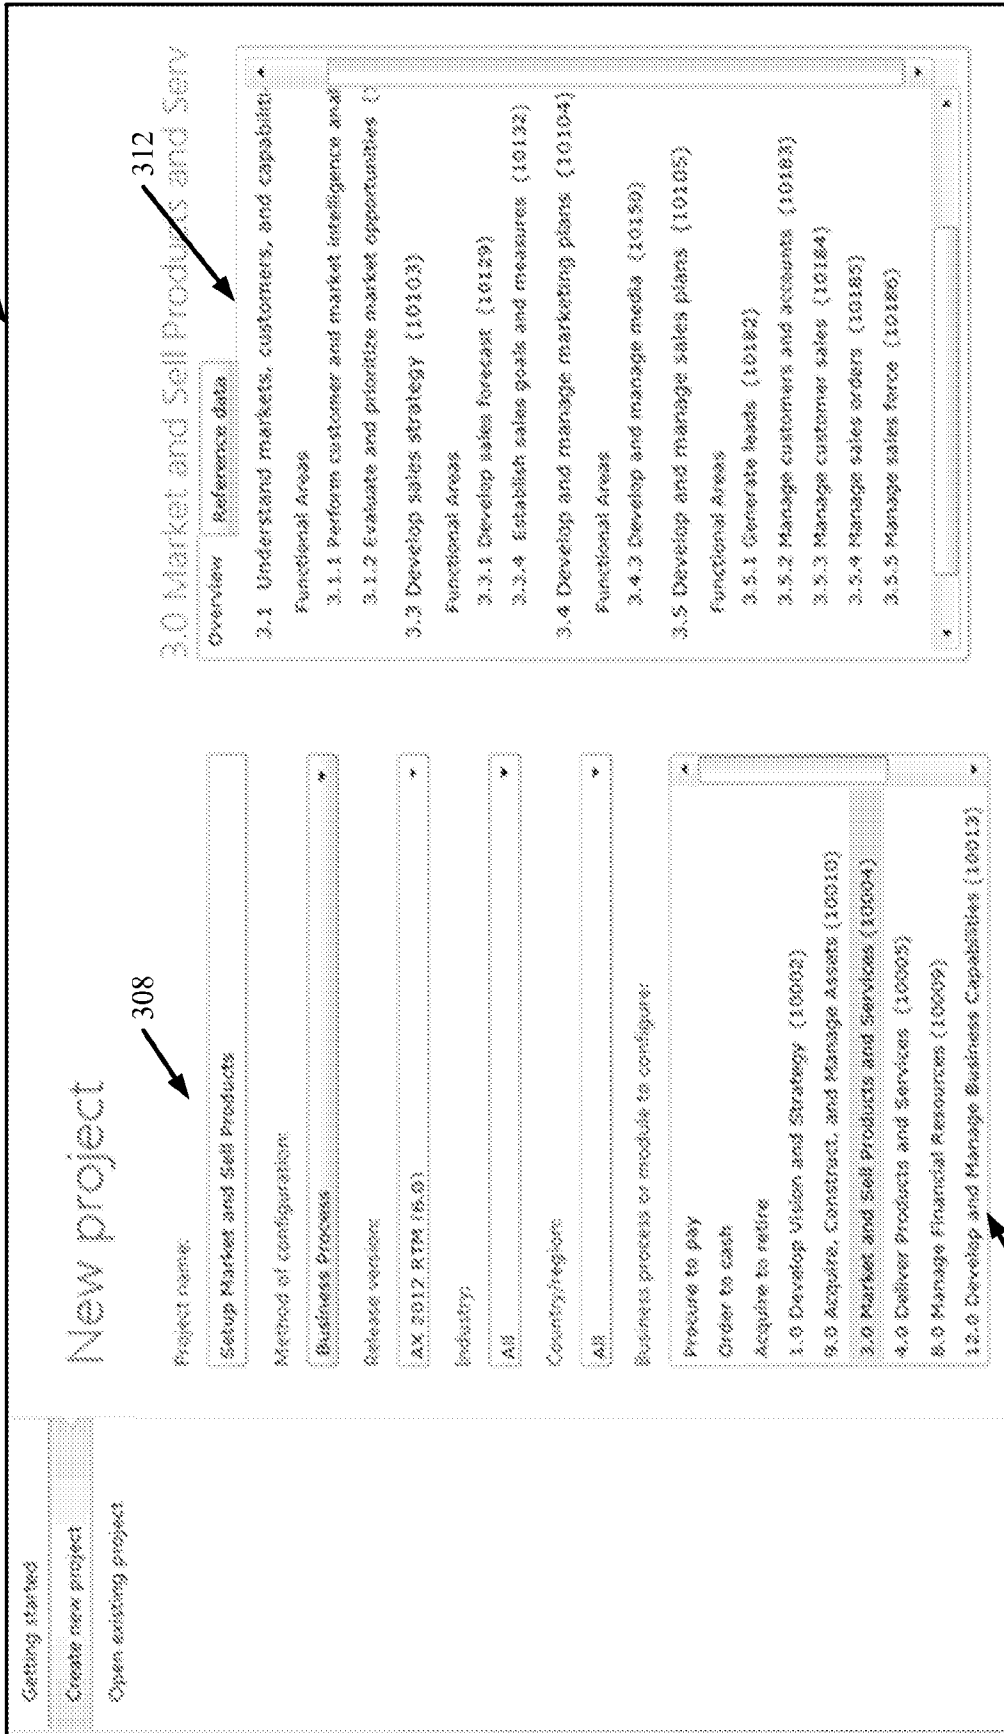 Getting started
Create new project
Open existing project
New project
308
Project name:
Setup Market and Sell Products
Method of configuration:
Business Process
Release version:
AX 2012 RTM (6.0)
Industry:
All
Country/region:
All
Business process or module to configure:
Procure to pay
Order to cash
Acquire to retire
1.0 Develop Vision and Strategy (10002)
9.0 Acquire, Construct, and Manage Assets (10010)
3.0 Market and Sell Products and Services (10004)
4.0 Deliver Products and Services (10005)
8.0 Manage Financial Resources (10009)
12.0 Develop and Manage Business Capabilities (10013)
312
3.0 Market and Sell Products and Serv
Overview Reference data
3.1 Understand markets, customers, and capabiliti
Functional Areas
3.1.1 Perform customer and market intelligence anal
3.1.2 Evaluate and prioritize market opportunities (
3.3 Develop sales strategy (10103)
Functional Areas
3.3.1 Develop sales forecast (10129)
3.3.4 Establish sales goals and measures (10132)
3.4 Develop and manage marketing plans (10104)
Functional Areas
3.4.3 Develop and manage media (10150)
3.5 Develop and manage sales plans (10105)
Functional Areas
3.5.1 Generate leads (10182)
3.5.2 Manage customers and accounts (10183)
3.5.3 Manage customer sales (10184)
3.5.4 Manage sales orders (10185)
3.5.5 Manage sales force (10186)